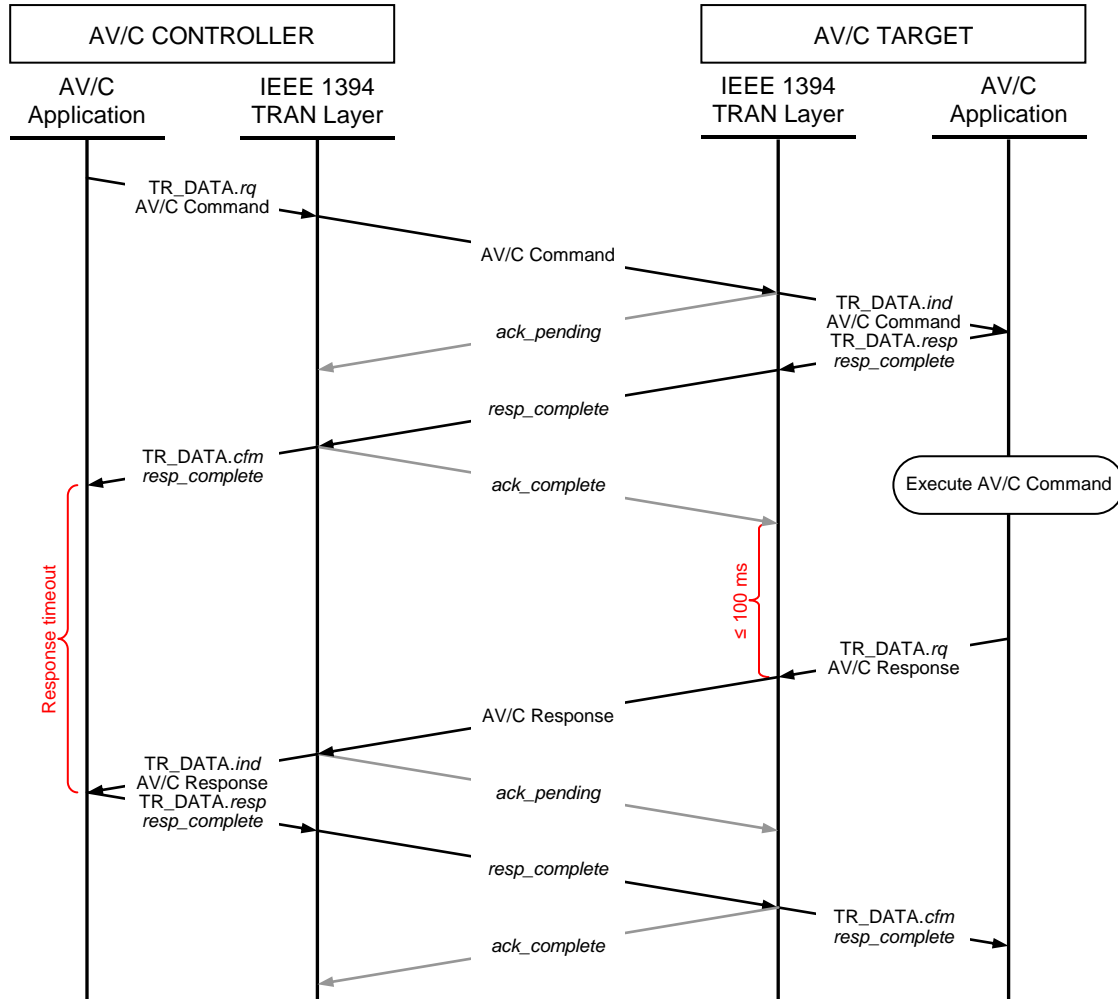 AV/C CONTROLLER
AV/C TARGET
AV/C
Application
IEEE 1394
TRAN Layer
IEEE 1394
TRAN Layer
AV/C
Application
TR_DATA.rq
AV/C Command
AV/C Command
TR_DATA.ind
AV/C Command
TR_DATA.resp
resp_complete
ack_pending
resp_complete
TR_DATA.cfm
resp_complete
ack_complete
Execute AV/C Command
Response timeout
≤ 100 ms
TR_DATA.rq
AV/C Response
AV/C Response
TR_DATA.ind
AV/C Response
TR_DATA.resp
resp_complete
ack_pending
resp_complete
TR_DATA.cfm
resp_complete
ack_complete